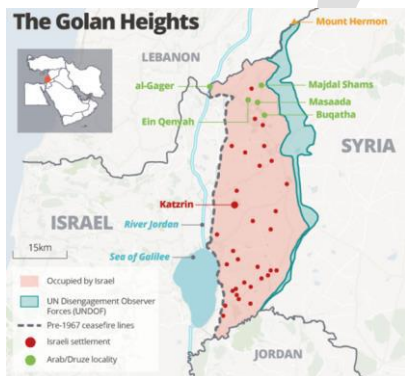 The Golan Heights
Mount Hermon
LEBANON
al-Gager
Majdal Shams
Masaada
Ein Qenyah
Buqatha
SYRIA
Katzrin
ISRAEL
River Jordan
15km
Sea of Galilee
Occupied by Israel
UN Disengagement Observer
Forces (UNDOF)
Pre-1967 ceasefire lines
Israeli settlement
Arab/Druze locality
JORDAN